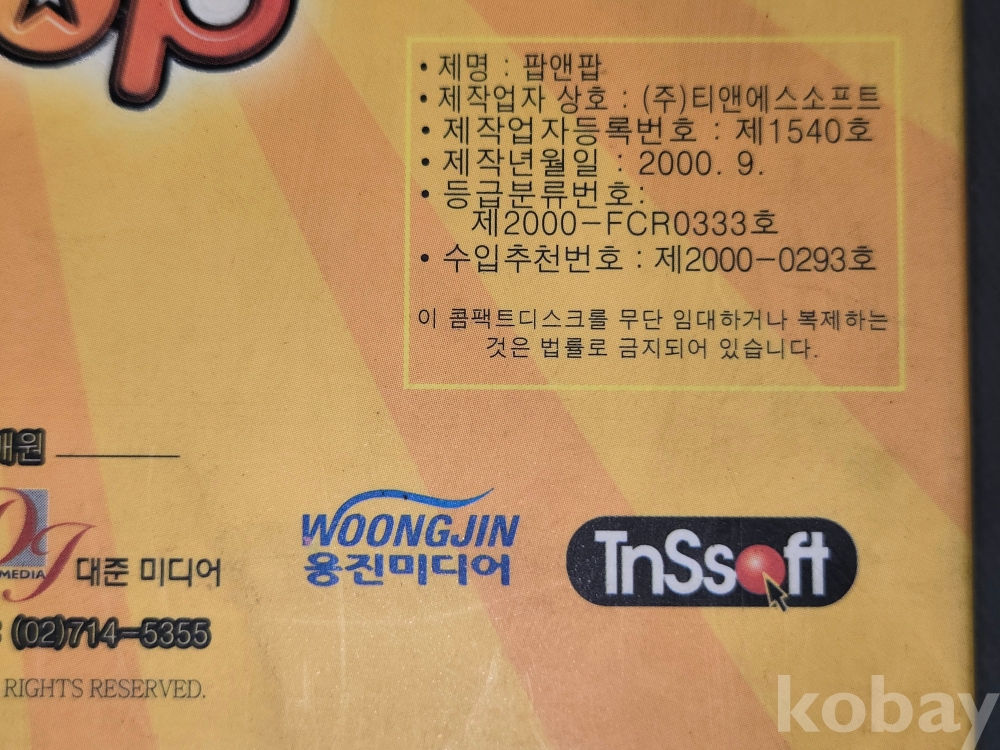 op
• 제명 : 팝앤팝
• 제작업자 상호 : (주)티앤에스소프트
• 제작업자등록번호 : 제1540호
• 제작년월일 : 2000. 9.
• 등급분류번호:
제2000-FCR0333호
• 수입추천번호 : 제2000-0293호
이 콤팩트디스크를 무단 임대하거나 복제하는
것은 법률로 금지되어 있습니다.
매원
DJ
MEDIA
대준 미디어
WOONGJIN
웅진미디어
TnSsoft
: (02)714-5355
RIGHTS RESERVED.
kobay